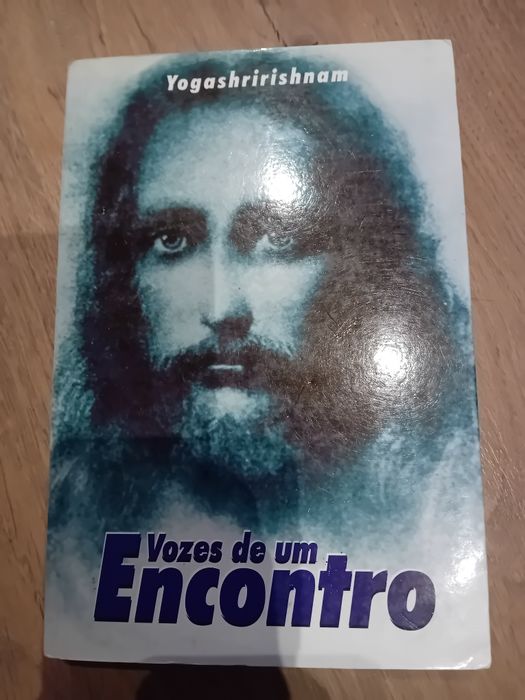 Yogashririshnam
Vozes de um
Encontro